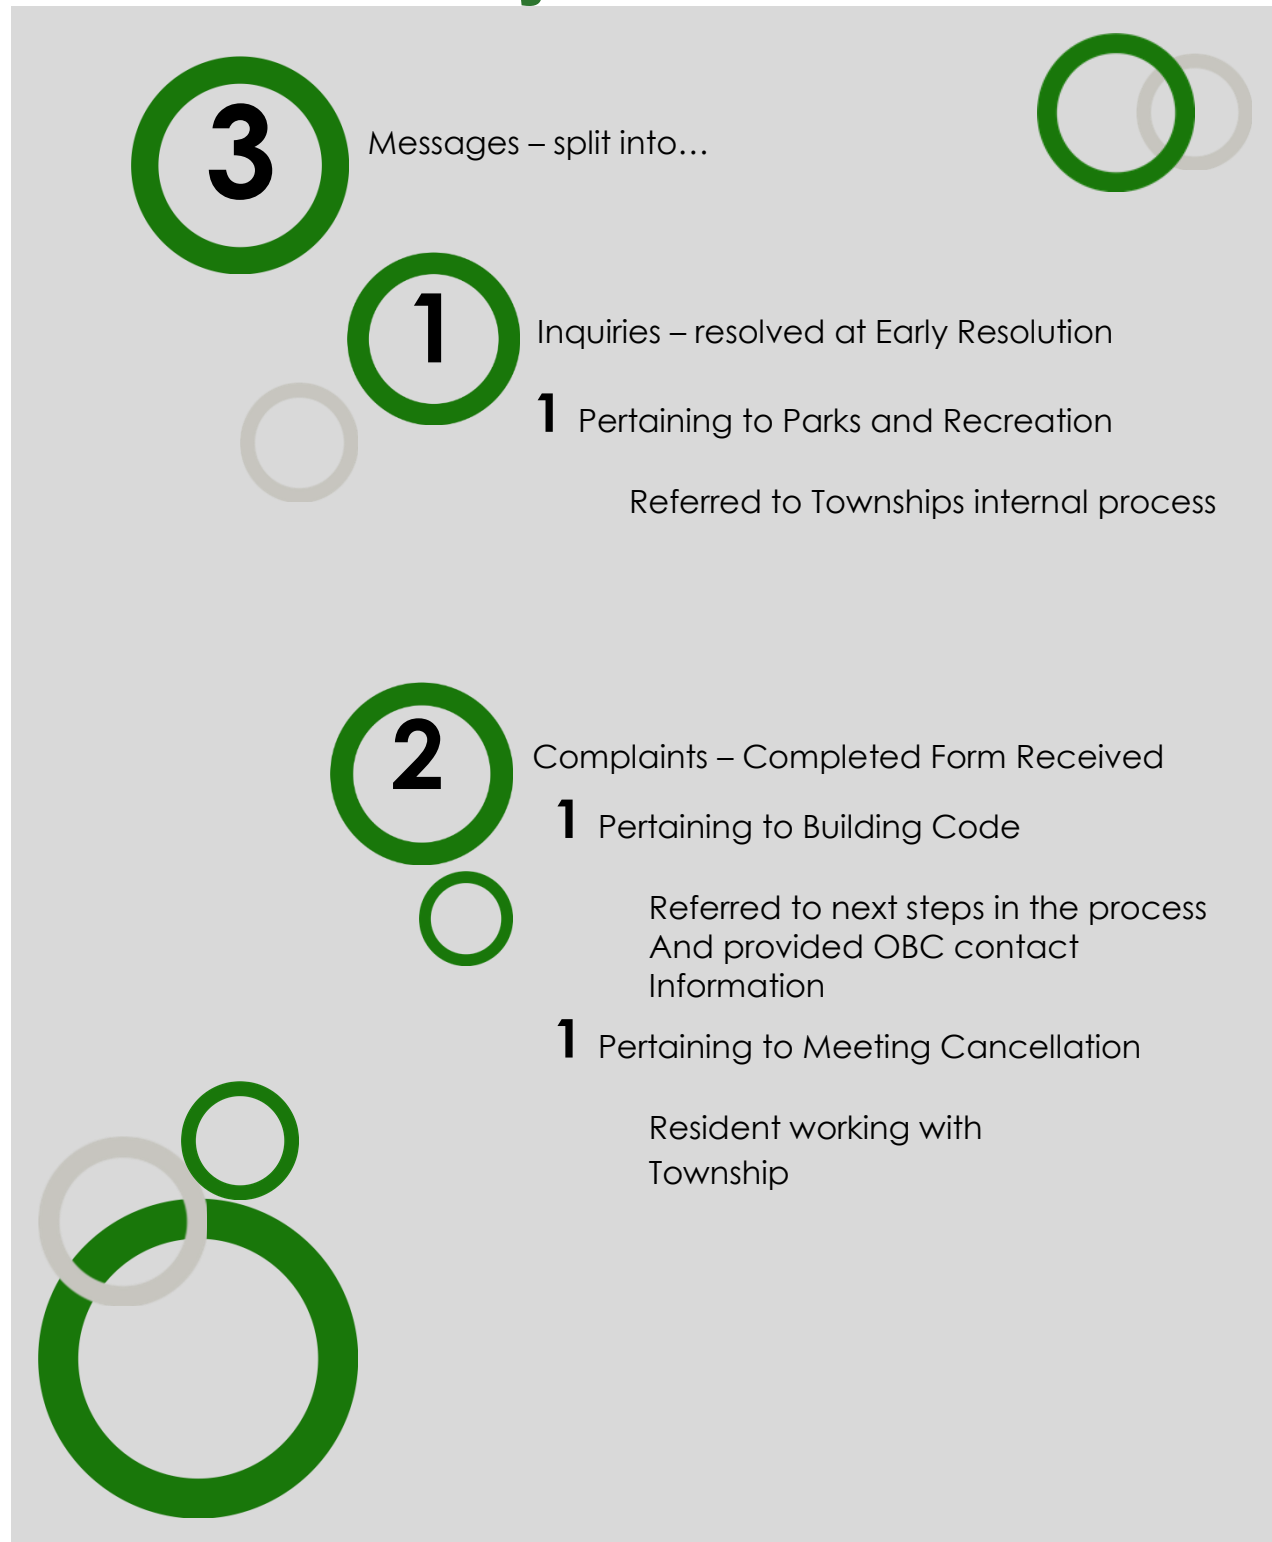 3 Messages – split into...
1 Inquiries – resolved at Early Resolution
1 Pertaining to Parks and Recreation
Referred to Townships internal process
2 Complaints – Completed Form Received
1 Pertaining to Building Code
Referred to next steps in the process
And provided OBC contact
Information
1 Pertaining to Meeting Cancellation
Resident working with
Township